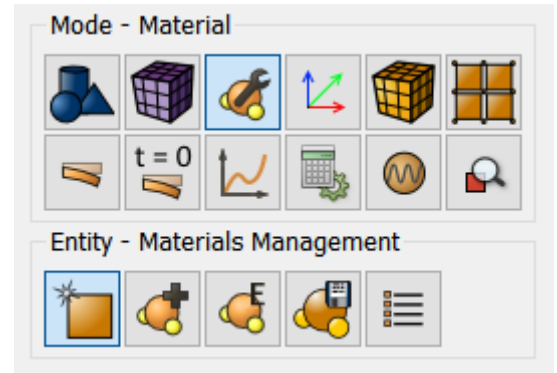 Mode - Material
t = 0
Entity - Materials Management
E